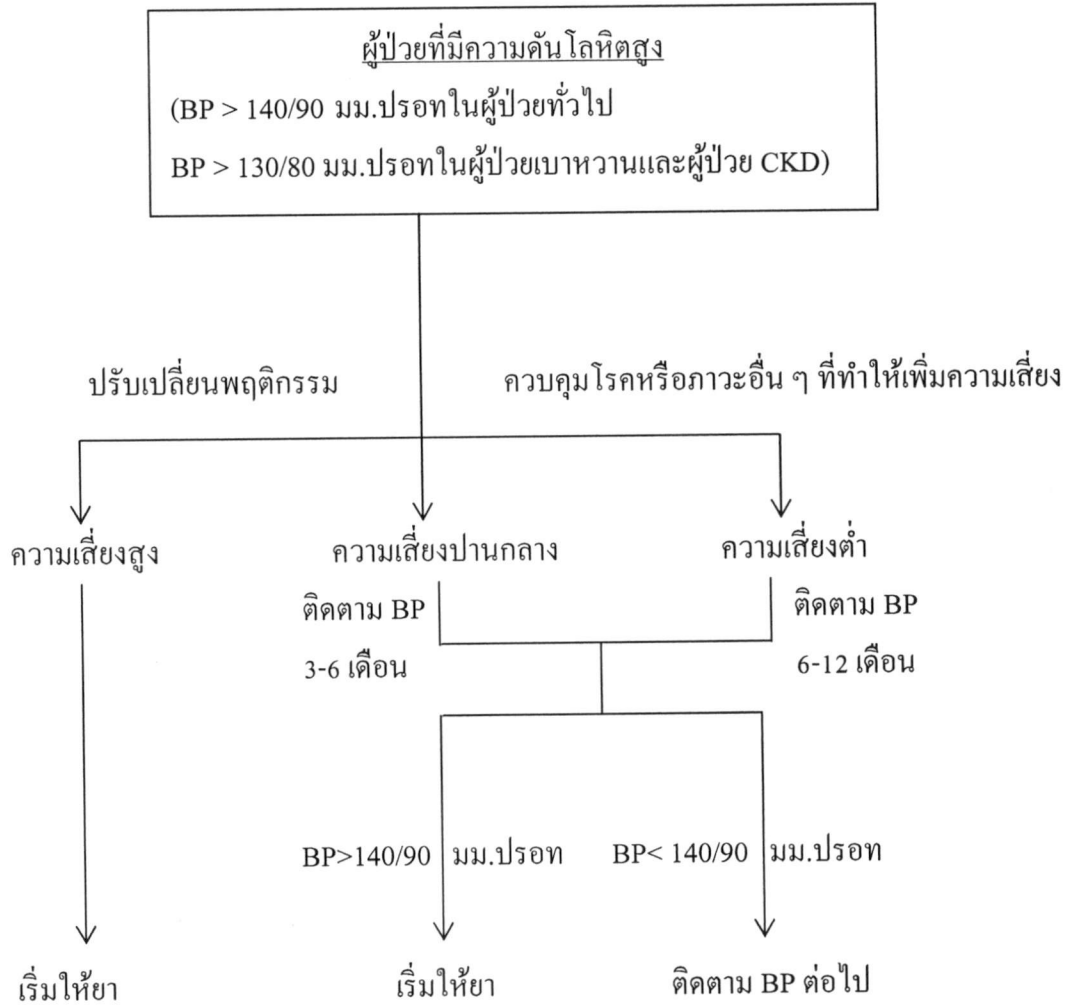 ผู้ป่วยที่มีความดันโลหิตสูง
(BP > 140/90 มม.ปรอทในผู้ป่วยทั่วไป
BP > 130/80 มม.ปรอทในผู้ป่วยเบาหวานและผู้ป่วย CKD)
ปรับเปลี่ยนพฤติกรรม
ควบคุมโรคหรือภาวะอื่น ๆ ที่ทำให้เพิ่มความเสี่ยง
ความเสี่ยงสูง
ความเสี่ยงปานกลาง
ความเสี่ยงต่ำ
ติดตาม BP
3-6 เดือน
ติดตาม BP
6-12 เดือน
BP>140/90 มม.ปรอท
BP< 140/90 มม.ปรอท
เริ่มให้ยา
เริ่มให้ยา
ติดตาม BP ต่อไป